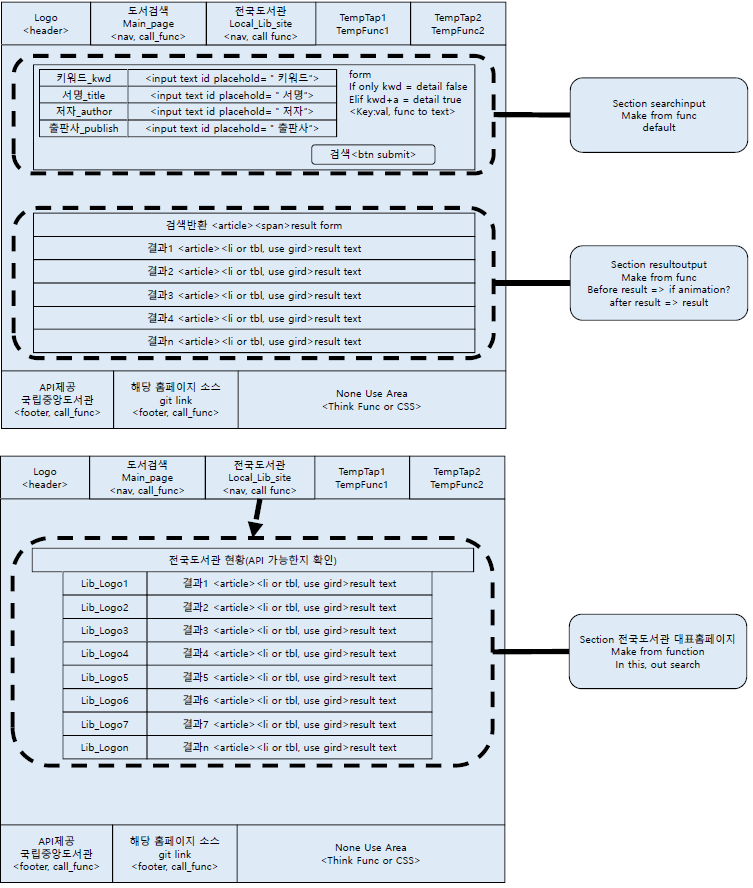 Logo
<header>
도서검색
Main_page
<nav, call_func>
전국도서관
Local_Lib_site
<nav, call func>
TempTap1
TempFunc1
TempTap2
TempFunc2
키워드_kwd
<input text id placehold= " 키워드">
서명_title
<input text id placehold= " 서명">
저자_author
<input text id placehold= " 저자">
출판사_publish
<input text id placehold= " 출판사">
form
If only kwd = detail false
Elif kwd+a = detail true
<Key:val, func to text>
검색<btn submit>
Section searchinput
Make from func
default
검색반환 <article><span>result form
결과1 <article><li or tbl, use gird>result text
결과2 <article><li or tbl, use gird>result text
결과3 <article><li or tbl, use gird>result text
결과4 <article><li or tbl, use gird>result text
결과n <article><li or tbl, use gird>result text
Section resultoutput
Make from func
Before result => if animation?
after result => result
API제공
국립중앙도서관
<footer, call_func>
해당 홈페이지 소스
git link
<footer, call_func>
None Use Area
<Think Func or CSS>
Logo
<header>
도서검색
Main_page
<nav, call_func>
전국도서관
Local_Lib_site
<nav, call func>
TempTap1
TempFunc1
TempTap2
TempFunc2
전국도서관 현황(API 가능한지 확인)
Lib_Logo1
결과1 <article><li or tbl, use gird>result text
Lib_Logo2
결과2 <article><li or tbl, use gird>result text
Lib_Logo3
결과3 <article><li or tbl, use gird>result text
Lib_Logo4
결과4 <article><li or tbl, use gird>result text
Lib_Logo5
결과5 <article><li or tbl, use gird>result text
Lib_Logo6
결과6 <article><li or tbl, use gird>result text
Lib_Logo7
결과7 <article><li or tbl, use gird>result text
Lib_Logon
결과n <article><li or tbl, use gird>result text
Section 전국도서관 대표홈페이지
Make from function
In this, out search
API제공
국립중앙도서관
<footer, call_func>
해당 홈페이지 소스
git link
<footer, call_func>
None Use Area
<Think Func or CSS>